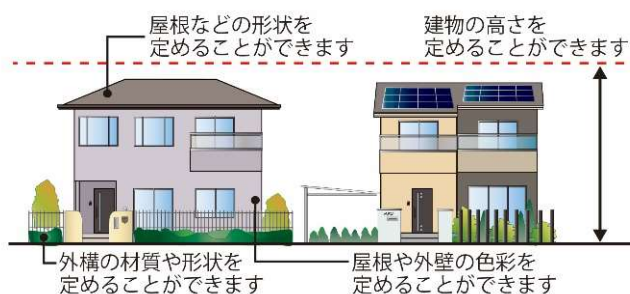 屋根などの形状を
定めることができます
建物の高さを
定めることができます
外構の材質や形状を
定めることができます
屋根や外壁の色彩を
定めることができます